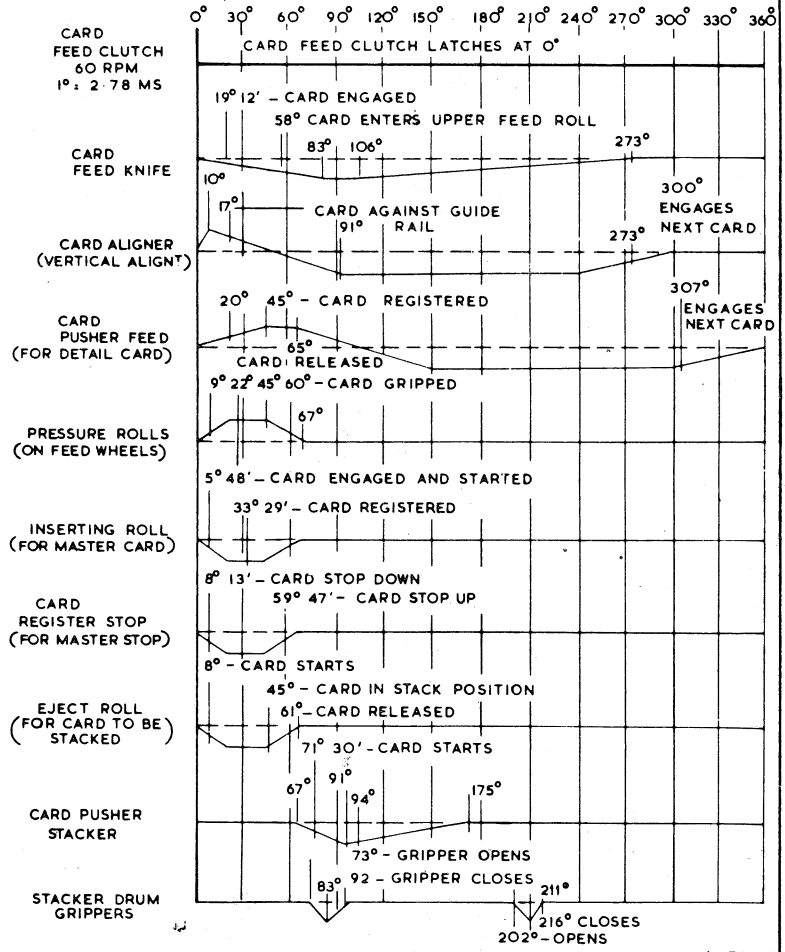 0° 30° 60° 90° 120° 150° 180° 210° 240° 270° 300° 330° 360°
CARD
FEED CLUTCH
60 RPM
1° = 2·78 MS
CARD FEED CLUTCH LATCHES AT 0°
19° 12' – CARD ENGAGED
58° CARD ENTERS UPPER FEED ROLL
CARD
FEED KNIFE
83° 106° 273°
10°
17° CARD AGAINST GUIDE
RAIL
91°
CARD ALIGNER
(VERTICAL ALIGNT)
273°
300°
ENGAGES
NEXT CARD
CARD
PUSHER FEED
(FOR DETAIL CARD)
20° 45° – CARD REGISTERED
65°
CARD RELEASED
307°
ENGAGES
NEXT CARD
9° 22° 45° 60° – CARD GRIPPED
67°
PRESSURE ROLLS
(ON FEED WHEELS)
5° 48' – CARD ENGAGED AND STARTED
33° 29' – CARD REGISTERED
INSERTING ROLL
(FOR MASTER CARD)
8° 13' – CARD STOP DOWN
59° 47' – CARD STOP UP
CARD
REGISTER STOP
(FOR MASTER STOP)
8° – CARD STARTS
45° – CARD IN STACK POSITION
61° – CARD RELEASED
EJECT ROLL
(FOR CARD TO BE
STACKED)
71° 30' – CARD STARTS
67° 91° 94° 175°
CARD PUSHER
STACKER
73° – GRIPPER OPENS
92 – GRIPPER CLOSES
STACKER DRUM
GRIPPERS
83° 211°
216° CLOSES
202° – OPENS